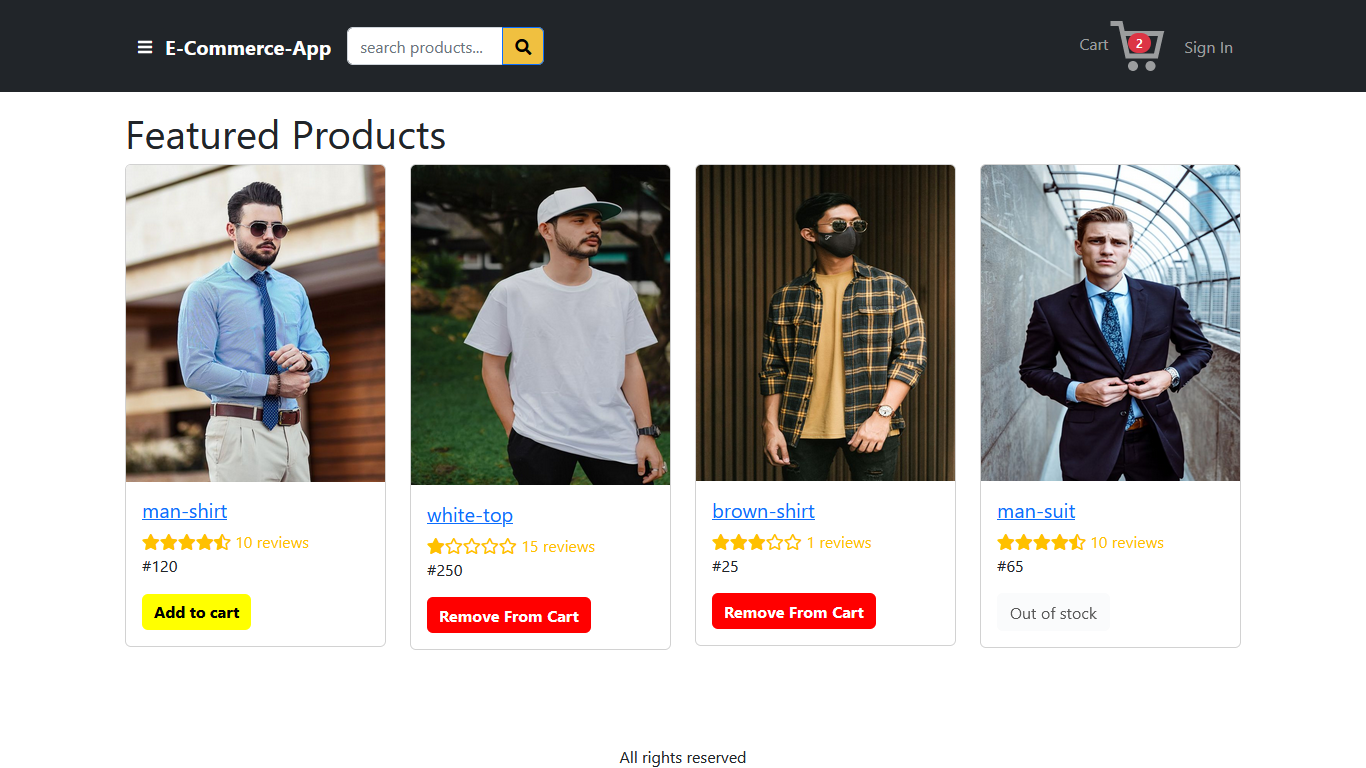 E-Commerce-App
search products...
Cart
2
Sign In
Featured Products
man-shirt
10 reviews
#120
Add to cart
white-top
15 reviews
#250
Remove From Cart
brown-shirt
1 reviews
#25
Remove From Cart
man-suit
10 reviews
#65
Out of stock
All rights reserved